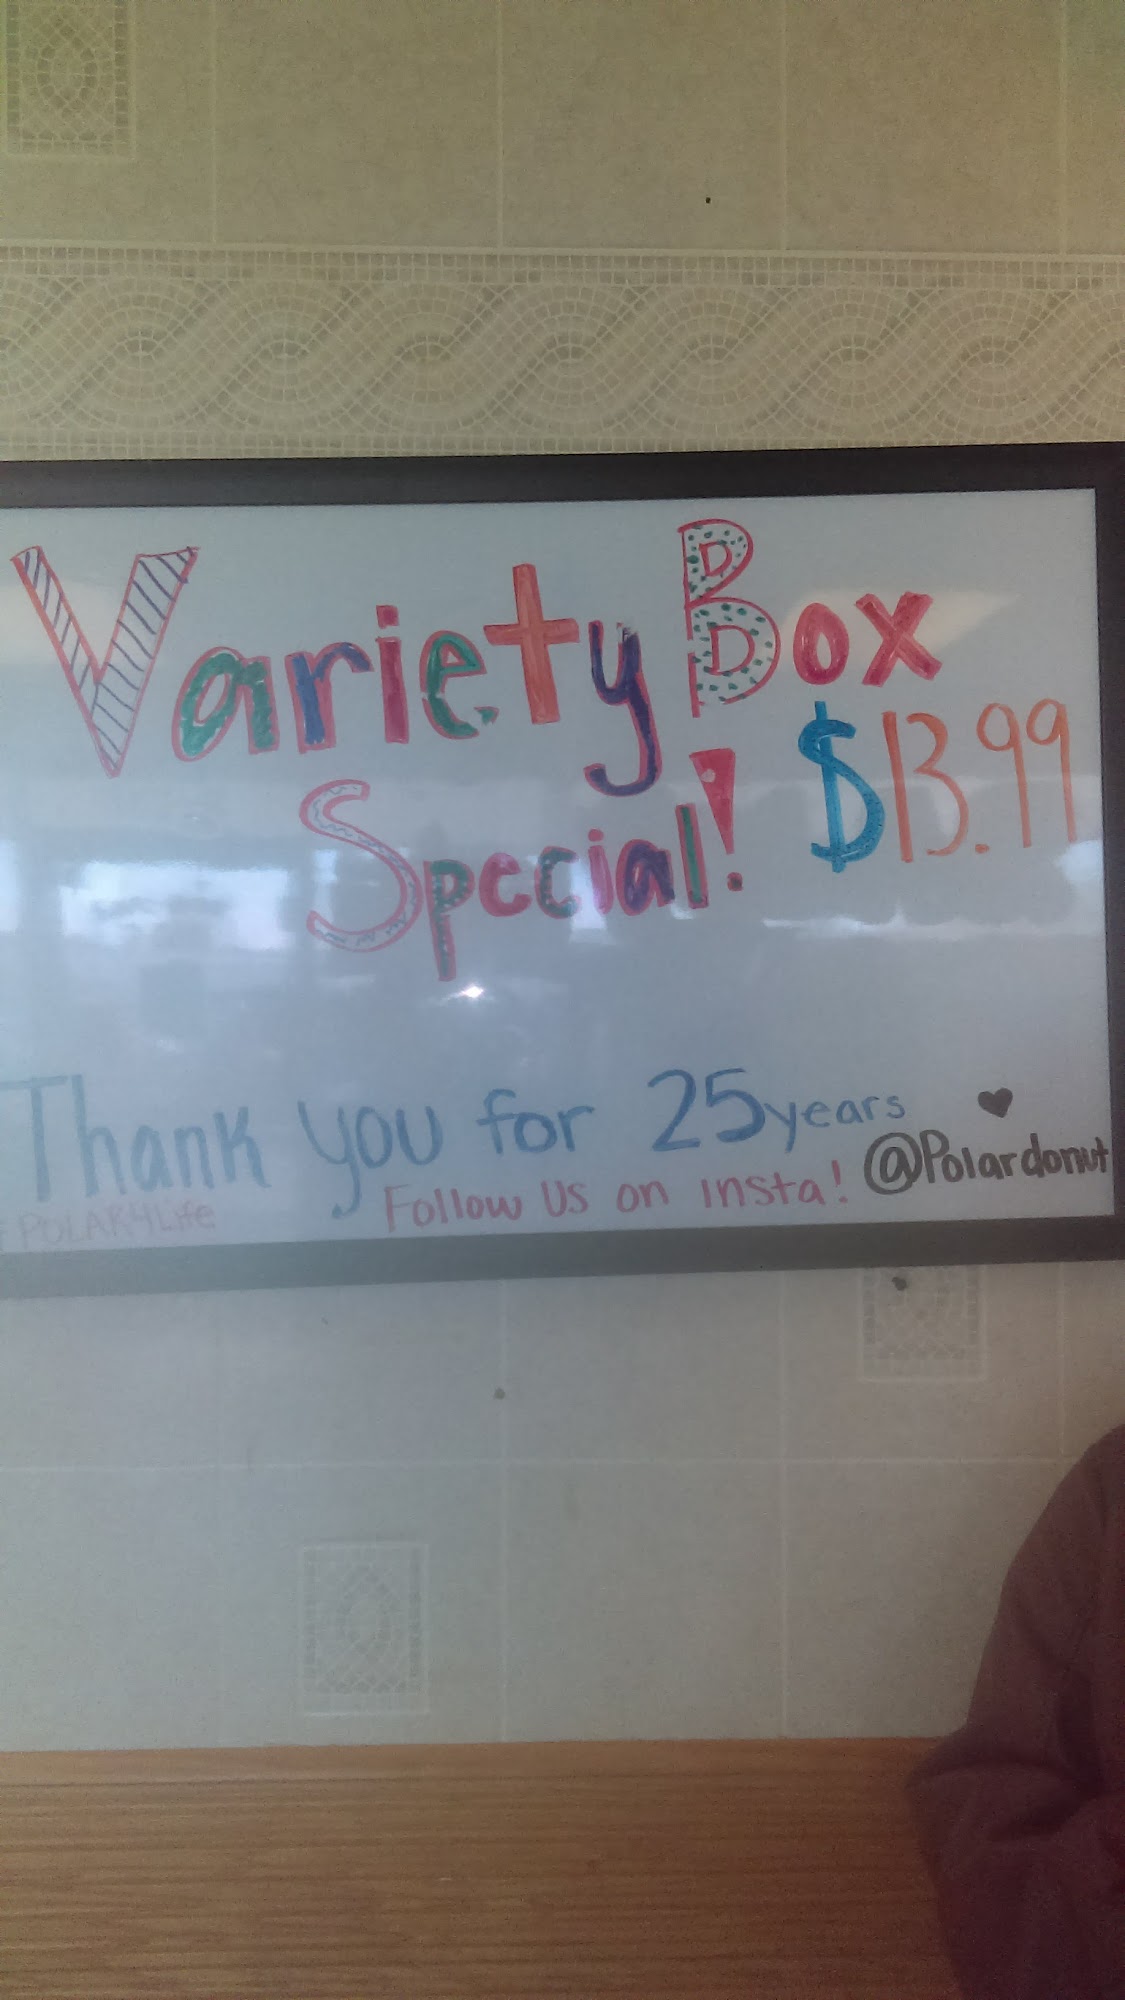 Variety Box
Special! $13.99
Thank you for 25 years
Follow Us on insta! @Polardonut
#POLAR4Life